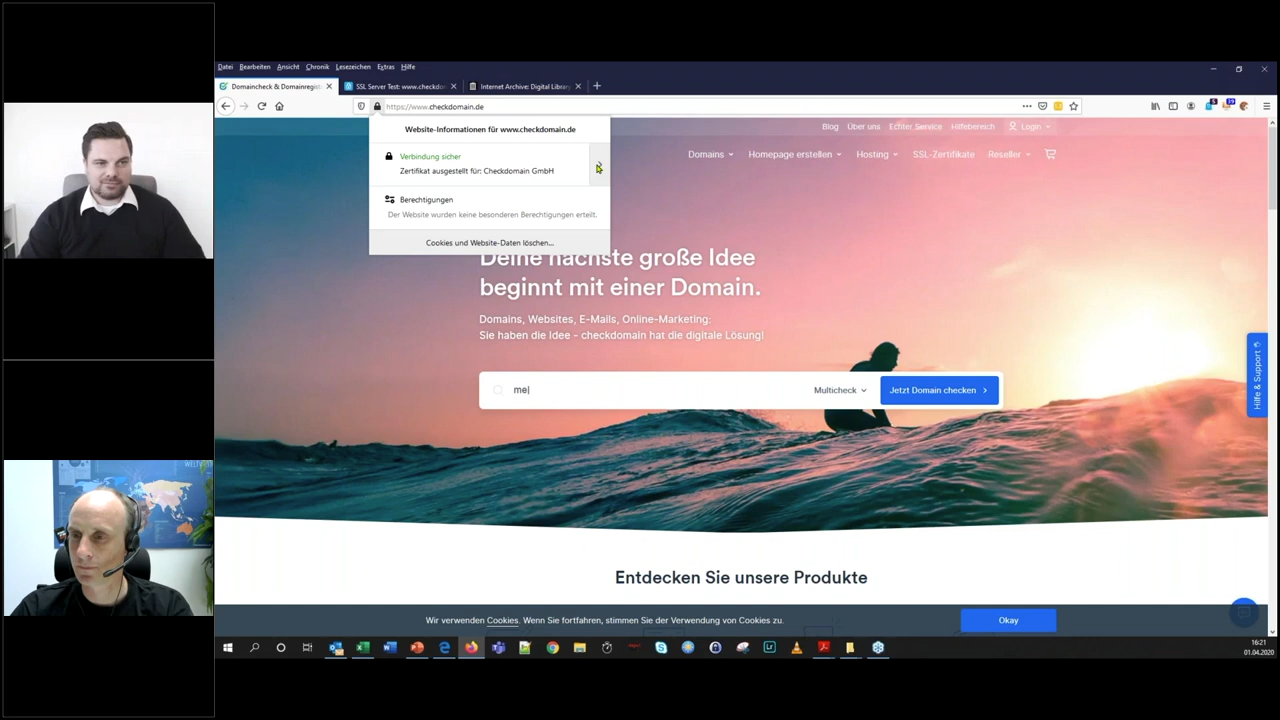 Datei Bearbeiten Ansicht Chronik Lesezeichen Extras Hilfe
Domaincheck & Domainregistr
SSL Server Test: www.checkdom
Internet Archive: Digital Library
https://www.checkdomain.de
Website-Informationen für www.checkdomain.de
Verbindung sicher
Zertifikat ausgestellt für: Checkdomain GmbH
Berechtigungen
Der Website wurden keine besonderen Berechtigungen erteilt.
Cookies und Website-Daten löschen...
Blog Über uns Echter Service Hilfebereich Login
Domains Homepage erstellen Hosting SSL-Zertifikate Reseller
Deine nächste große Idee
beginnt mit einer Domain.
Domains, Websites, E-Mails, Online-Marketing:
Sie haben die Idee - checkdomain hat die digitale Lösung!
me
Multicheck
Jetzt Domain checken
Hilfe & Support
Entdecken Sie unsere Produkte
Wir verwenden Cookies. Wenn Sie fortfahren, stimmen Sie der Verwendung von Cookies zu.
Okay
16:21
01.04.2020